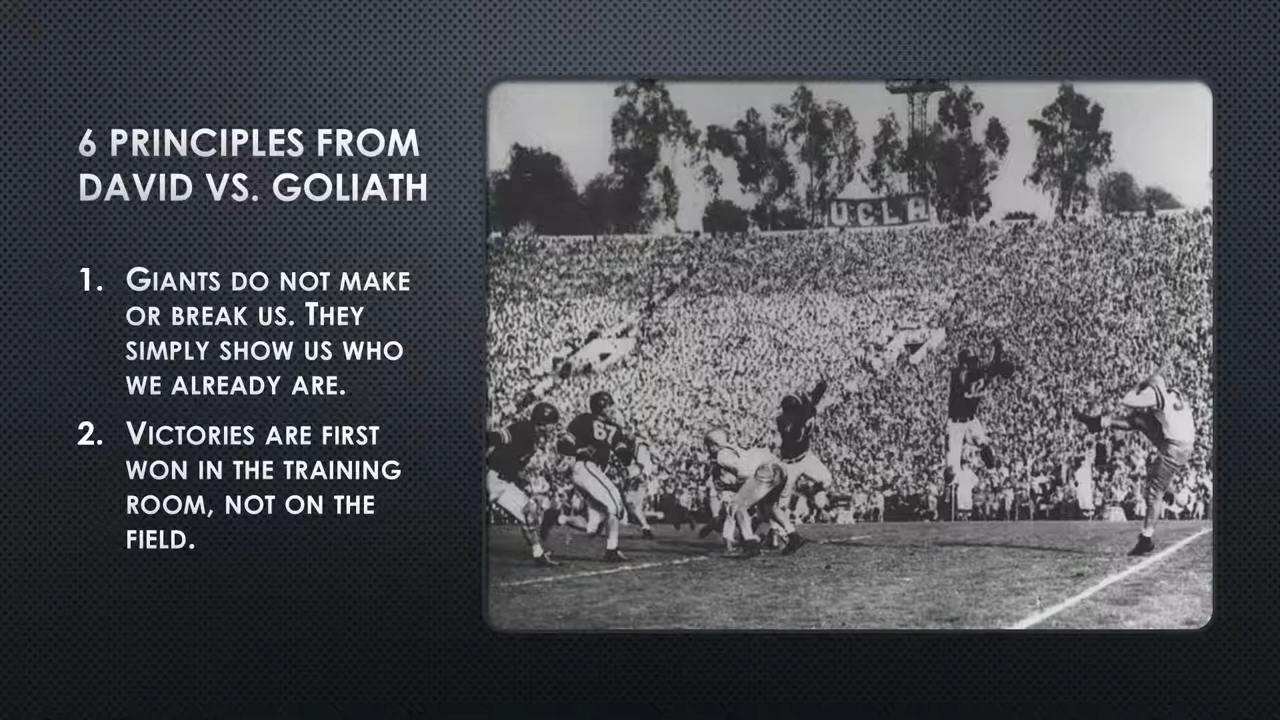 6 PRINCIPLES FROM
DAVID VS. GOLIATH
1. GIANTS DO NOT MAKE
OR BREAK US. THEY
SIMPLY SHOW US WHO
WE ALREADY ARE.
2. VICTORIES ARE FIRST
WON IN THE TRAINING
ROOM, NOT ON THE
FIELD.
UCLA
67